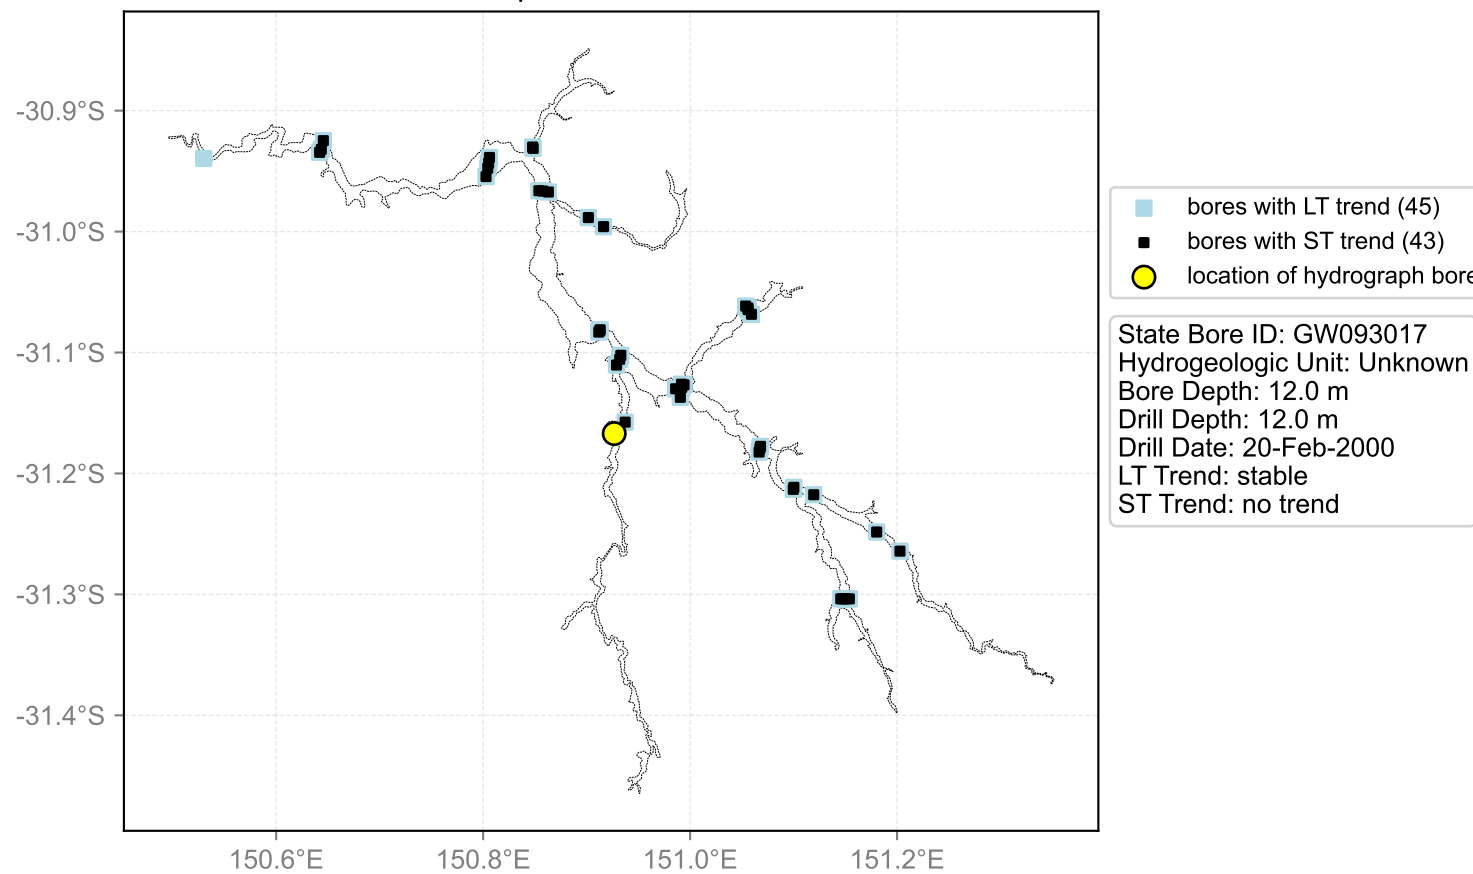 -30.9°S
-31.0°S
-31.1°S
-31.2°S
-31.3°S
-31.4°S
150.6°E
150.8°E
151.0°E
151.2°E
bores with LT trend (45)
bores with ST trend (43)
location of hydrograph bore
State Bore ID: GW093017
Hydrogeologic Unit: Unknown
Bore Depth: 12.0 m
Drill Depth: 12.0 m
Drill Date: 20-Feb-2000
LT Trend: stable
ST Trend: no trend